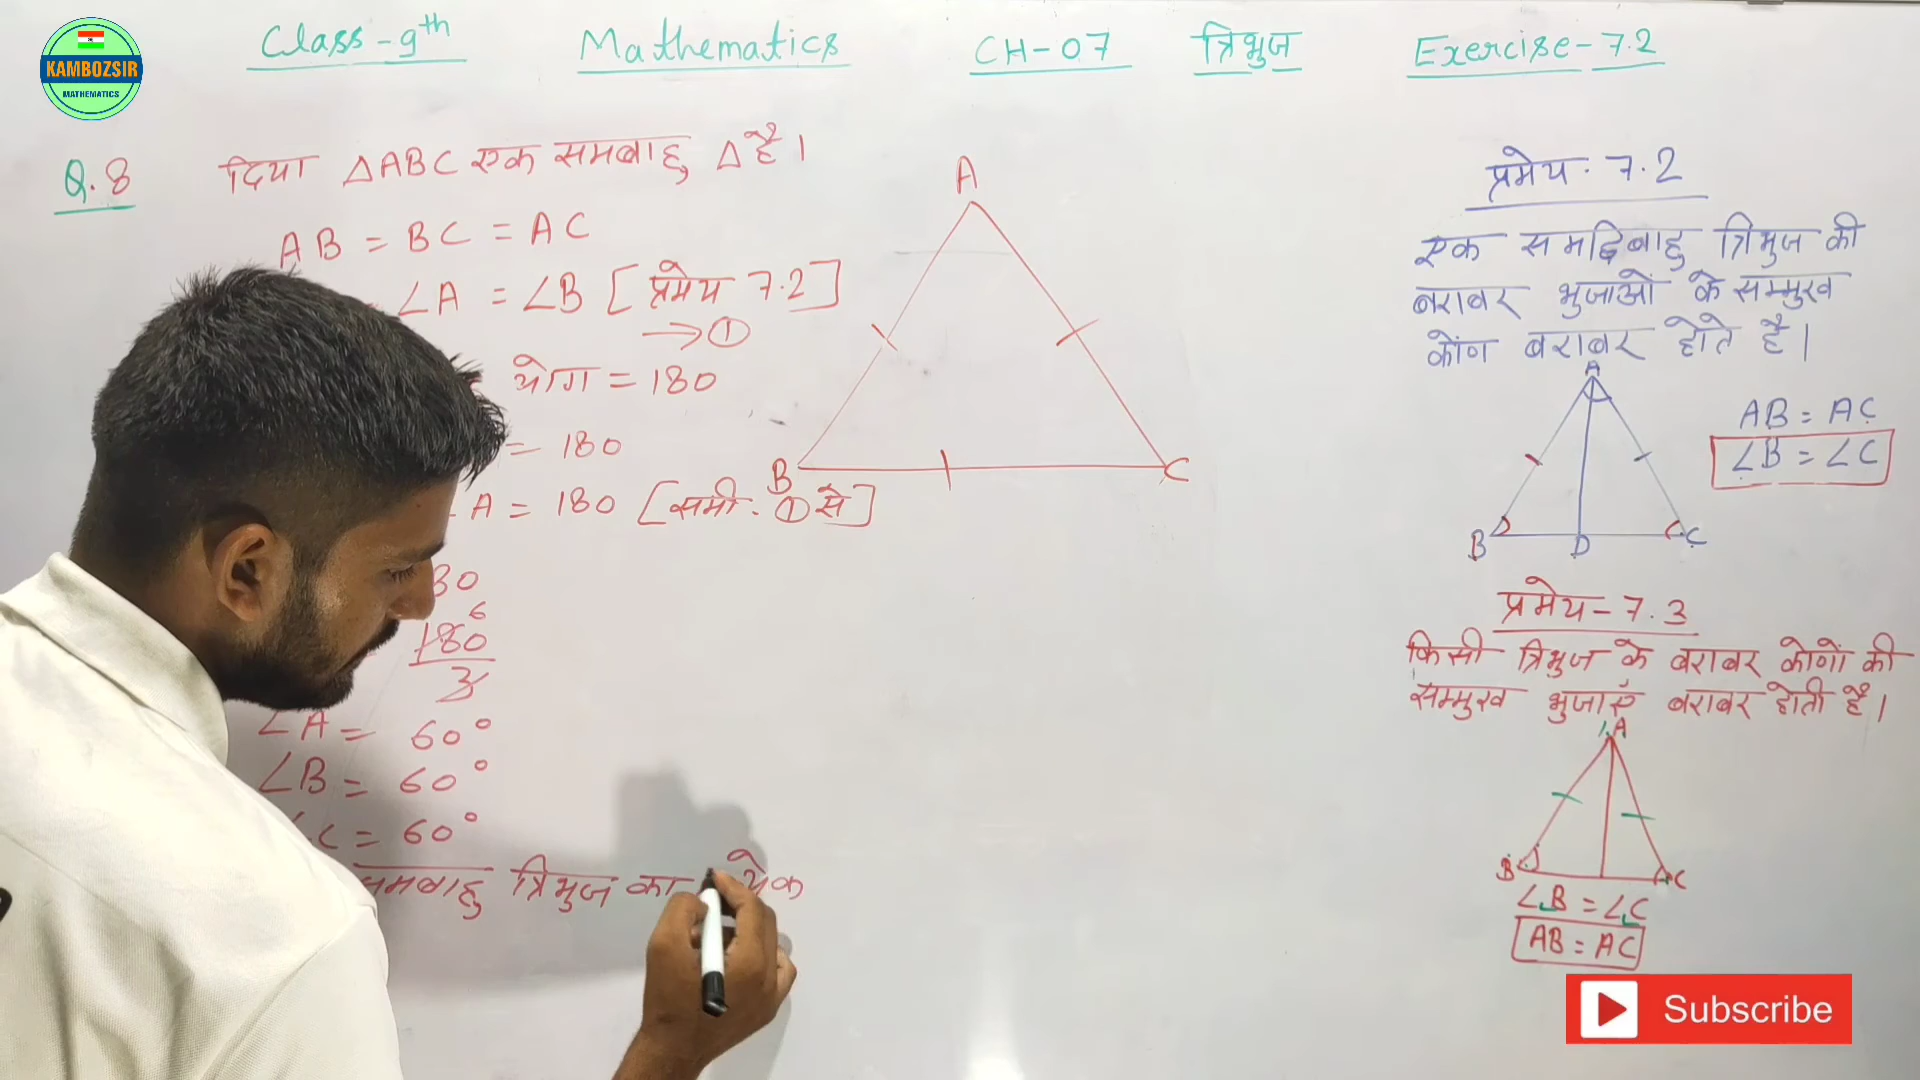 KAMBOZSIR
MATHEMATICS
Class-9th Mathematics CH-07 त्रिभुज Exercise-7.2
Q.8 दिया △ABC एक समबाहु △ है।
AB = BC = AC
∠A = ∠B [प्रमेय 7.2]
→ ①
योग = 180
= 180
A = 180 [समी. ① से]
80
6
180
3
∠A = 60°
∠B = 60°
∠C = 60°
समबाहु त्रिभुज का
A
B
C
प्रमेय. 7.2
एक समद्विबाहु त्रिभुज की
बराबर भुजाओं के सम्मुख
कोंण बराबर होते है।
A
B D C
AB = AC
∠B = ∠C
प्रमेय- 7.3
किसी त्रिभुज के बराबर कोणों की
सम्मुख भुजाएँ बराबर होती है।
A
B C
∠B = ∠C
AB = AC
Subscribe